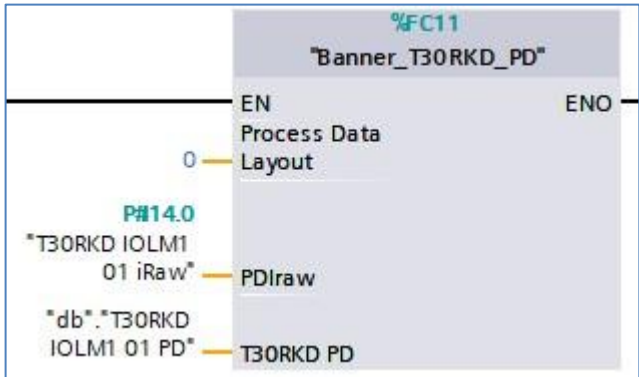 %FC11
"Banner_T30RKD_PD"
EN ENO
Process Data
0 Layout
P#I14.0
"T30RKD IOLM1
01 iRaw" PDIraw
"db"."T30RKD
IOLM1 01 PD" T30RKD PD